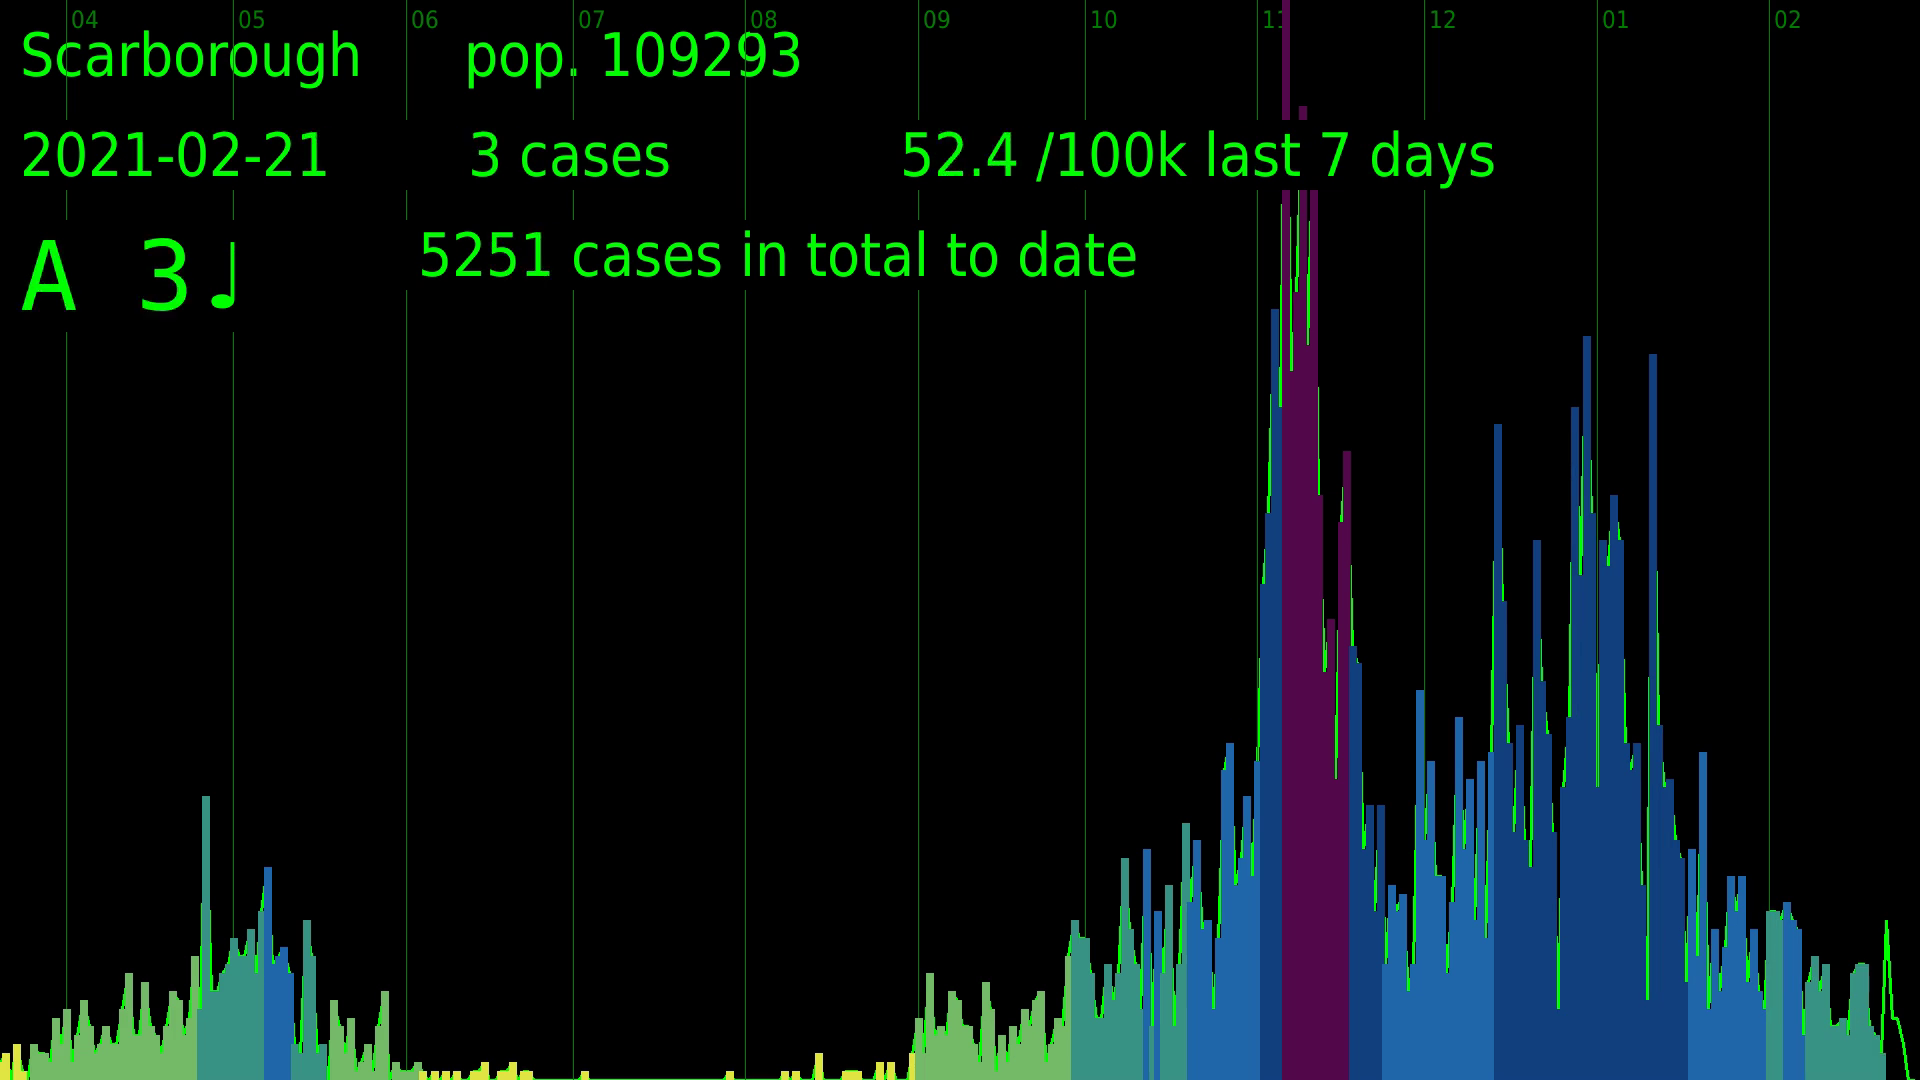 04 05 06 07 08 09 10 11 12 01 02
Scarborough pop. 109293
2021-02-21 3 cases 52.4 /100k last 7 days
A 3♩ 5251 cases in total to date